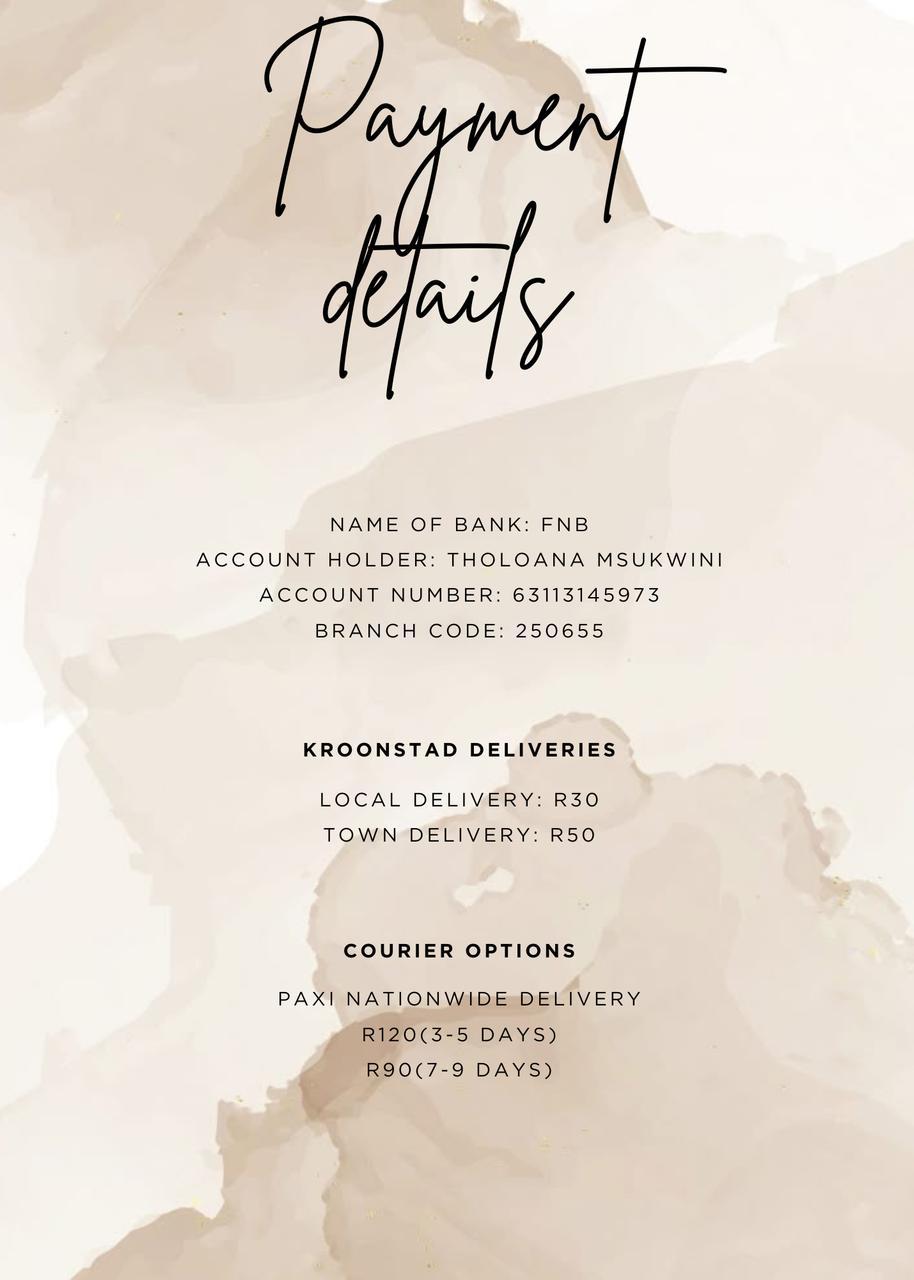 Payment
details
NAME OF BANK: FNB
ACCOUNT HOLDER: THOLOANA MSUKWINI
ACCOUNT NUMBER: 63113145973
BRANCH CODE: 250655
KROONSTAD DELIVERIES
LOCAL DELIVERY: R30
TOWN DELIVERY: R50
COURIER OPTIONS
PAXI NATIONWIDE DELIVERY
R120(3-5 DAYS)
R90(7-9 DAYS)